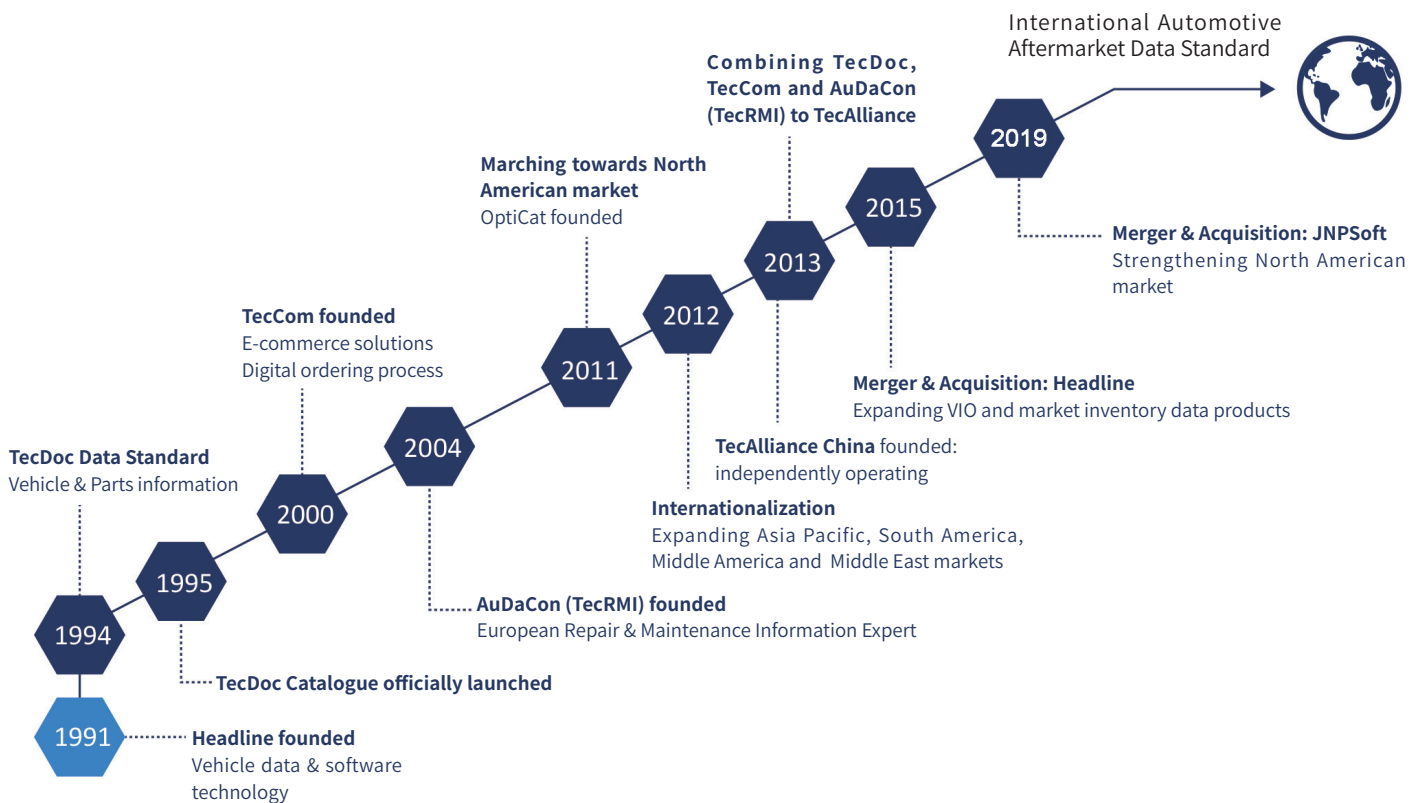 International Automotive
Aftermarket Data Standard
Combining TecDoc,
TecCom and AuDaCon
(TecRMI) to TecAlliance
2019
Marching towards North
American market
OptiCat founded
2015
Merger & Acquisition: JNPSoft
Strengthening North American
market
2013
TecCom founded
E-commerce solutions
Digital ordering process
2012
2011
Merger & Acquisition: Headline
Expanding VIO and market inventory data products
2004
TecAlliance China founded:
independently operating
TecDoc Data Standard
Vehicle & Parts information
2000
Internationalization
Expanding Asia Pacific, South America,
Middle America and Middle East markets
1995
AuDaCon (TecRMI) founded
European Repair & Maintenance Information Expert
1994
TecDoc Catalogue officially launched
1991
Headline founded
Vehicle data & software
technology